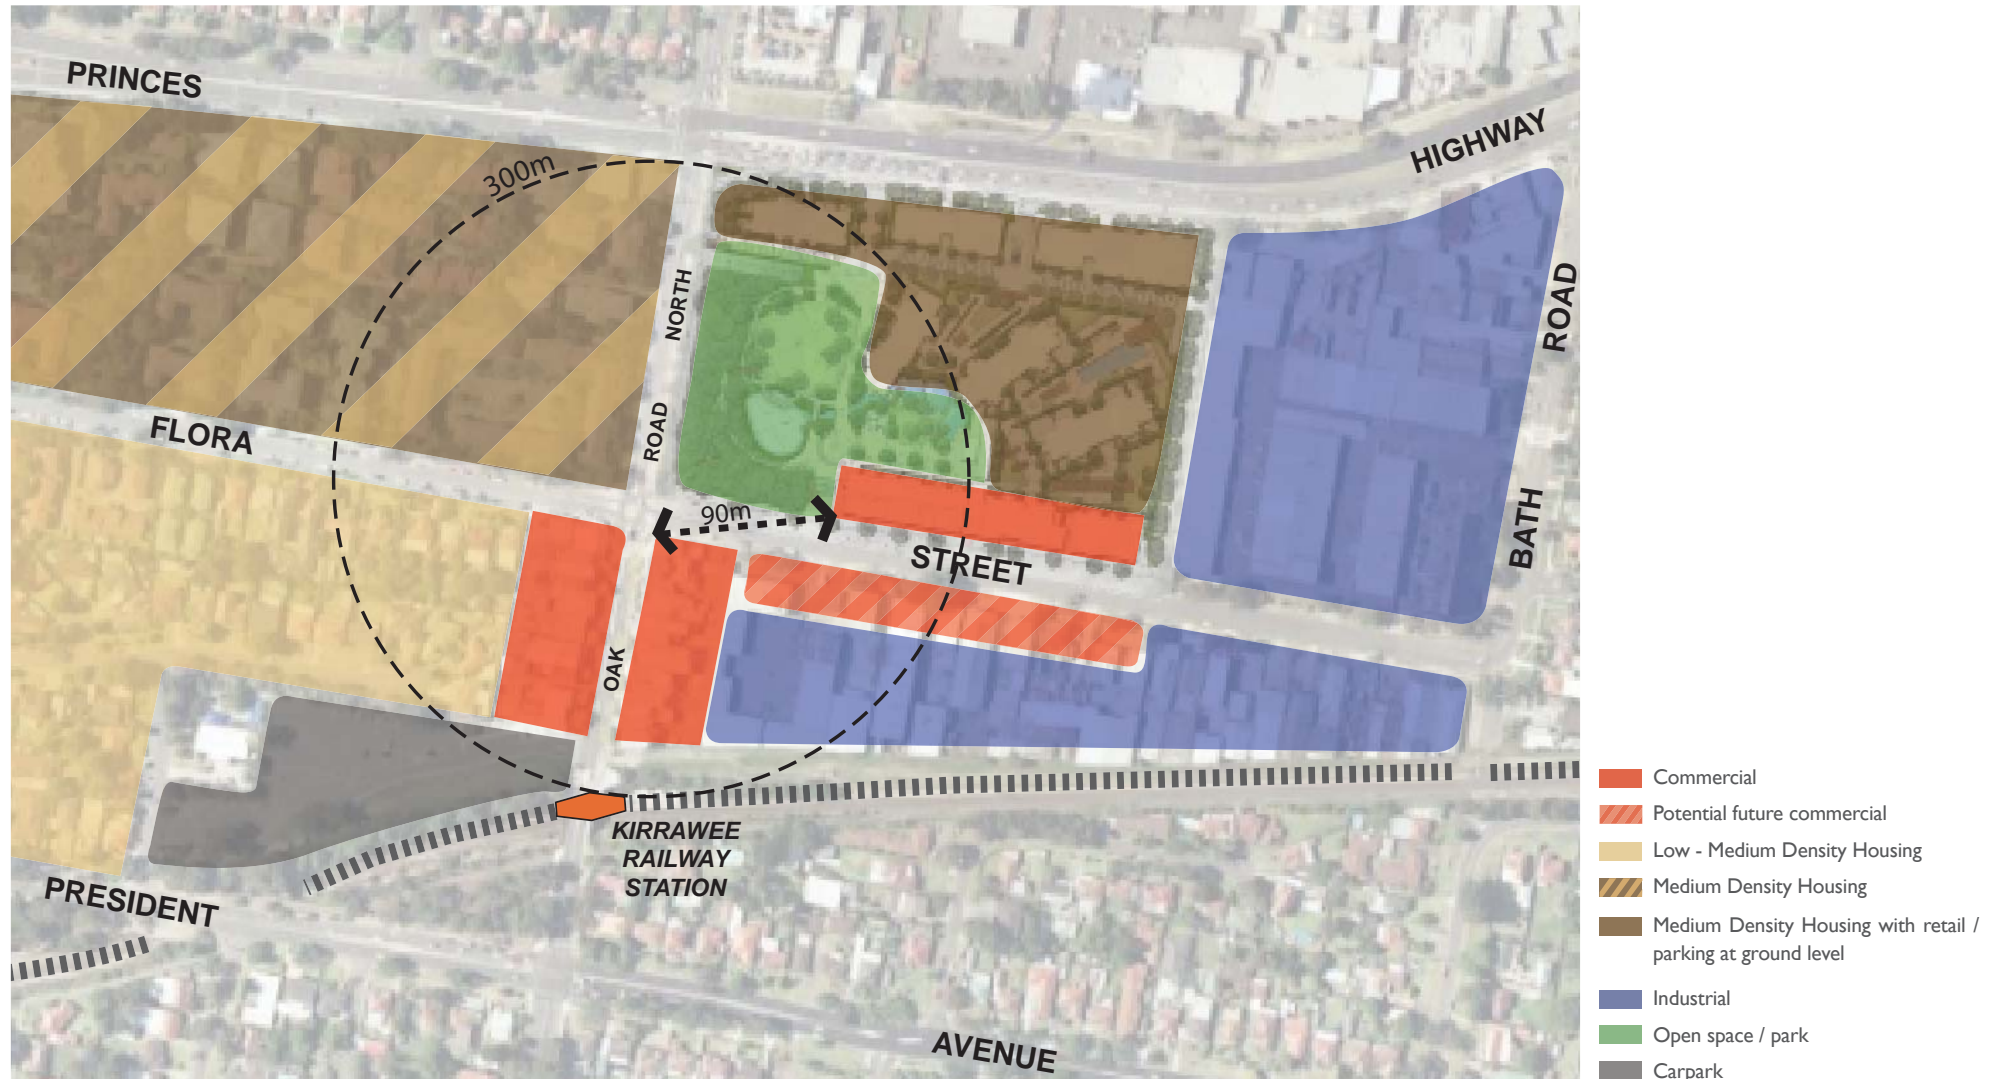 PRINCES
HIGHWAY
300m
NORTH
ROAD
ROAD
FLORA
90m
BATH
STREET
OAK
KIRRAWEE
RAILWAY
STATION
PRESIDENT
AVENUE
Commercial
Potential future commercial
Low - Medium Density Housing
Medium Density Housing
Medium Density Housing with retail /
parking at ground level
Industrial
Open space / park
Carpark